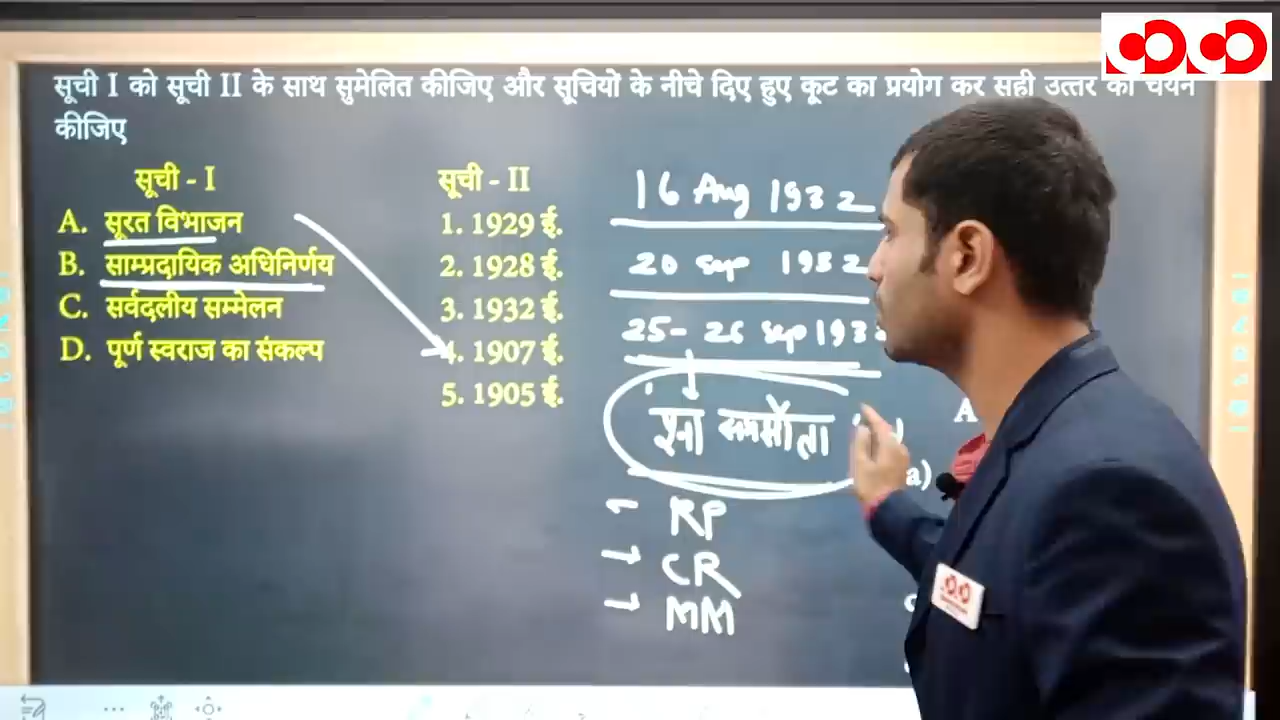 सूची I को सूची II के साथ सुमेलित कीजिए और सूचियों के नीचे दिए हुए कूट का प्रयोग कर सही उत्तर का चयन
कीजिए
सूची - I
सूची - II
A. सूरत विभाजन
1. 1929 ई.
B. साम्प्रदायिक अधिनिर्णय
2. 1928 ई.
C. सर्वदलीय सम्मेलन
3. 1932 ई.
D. पूर्ण स्वराज का संकल्प
4. 1907 ई.
5. 1905 ई.
16 Aug 1932
20 Sep 1932
25- 26 Sep 193
पूना समझौता
RP
CR
MM
A
a)